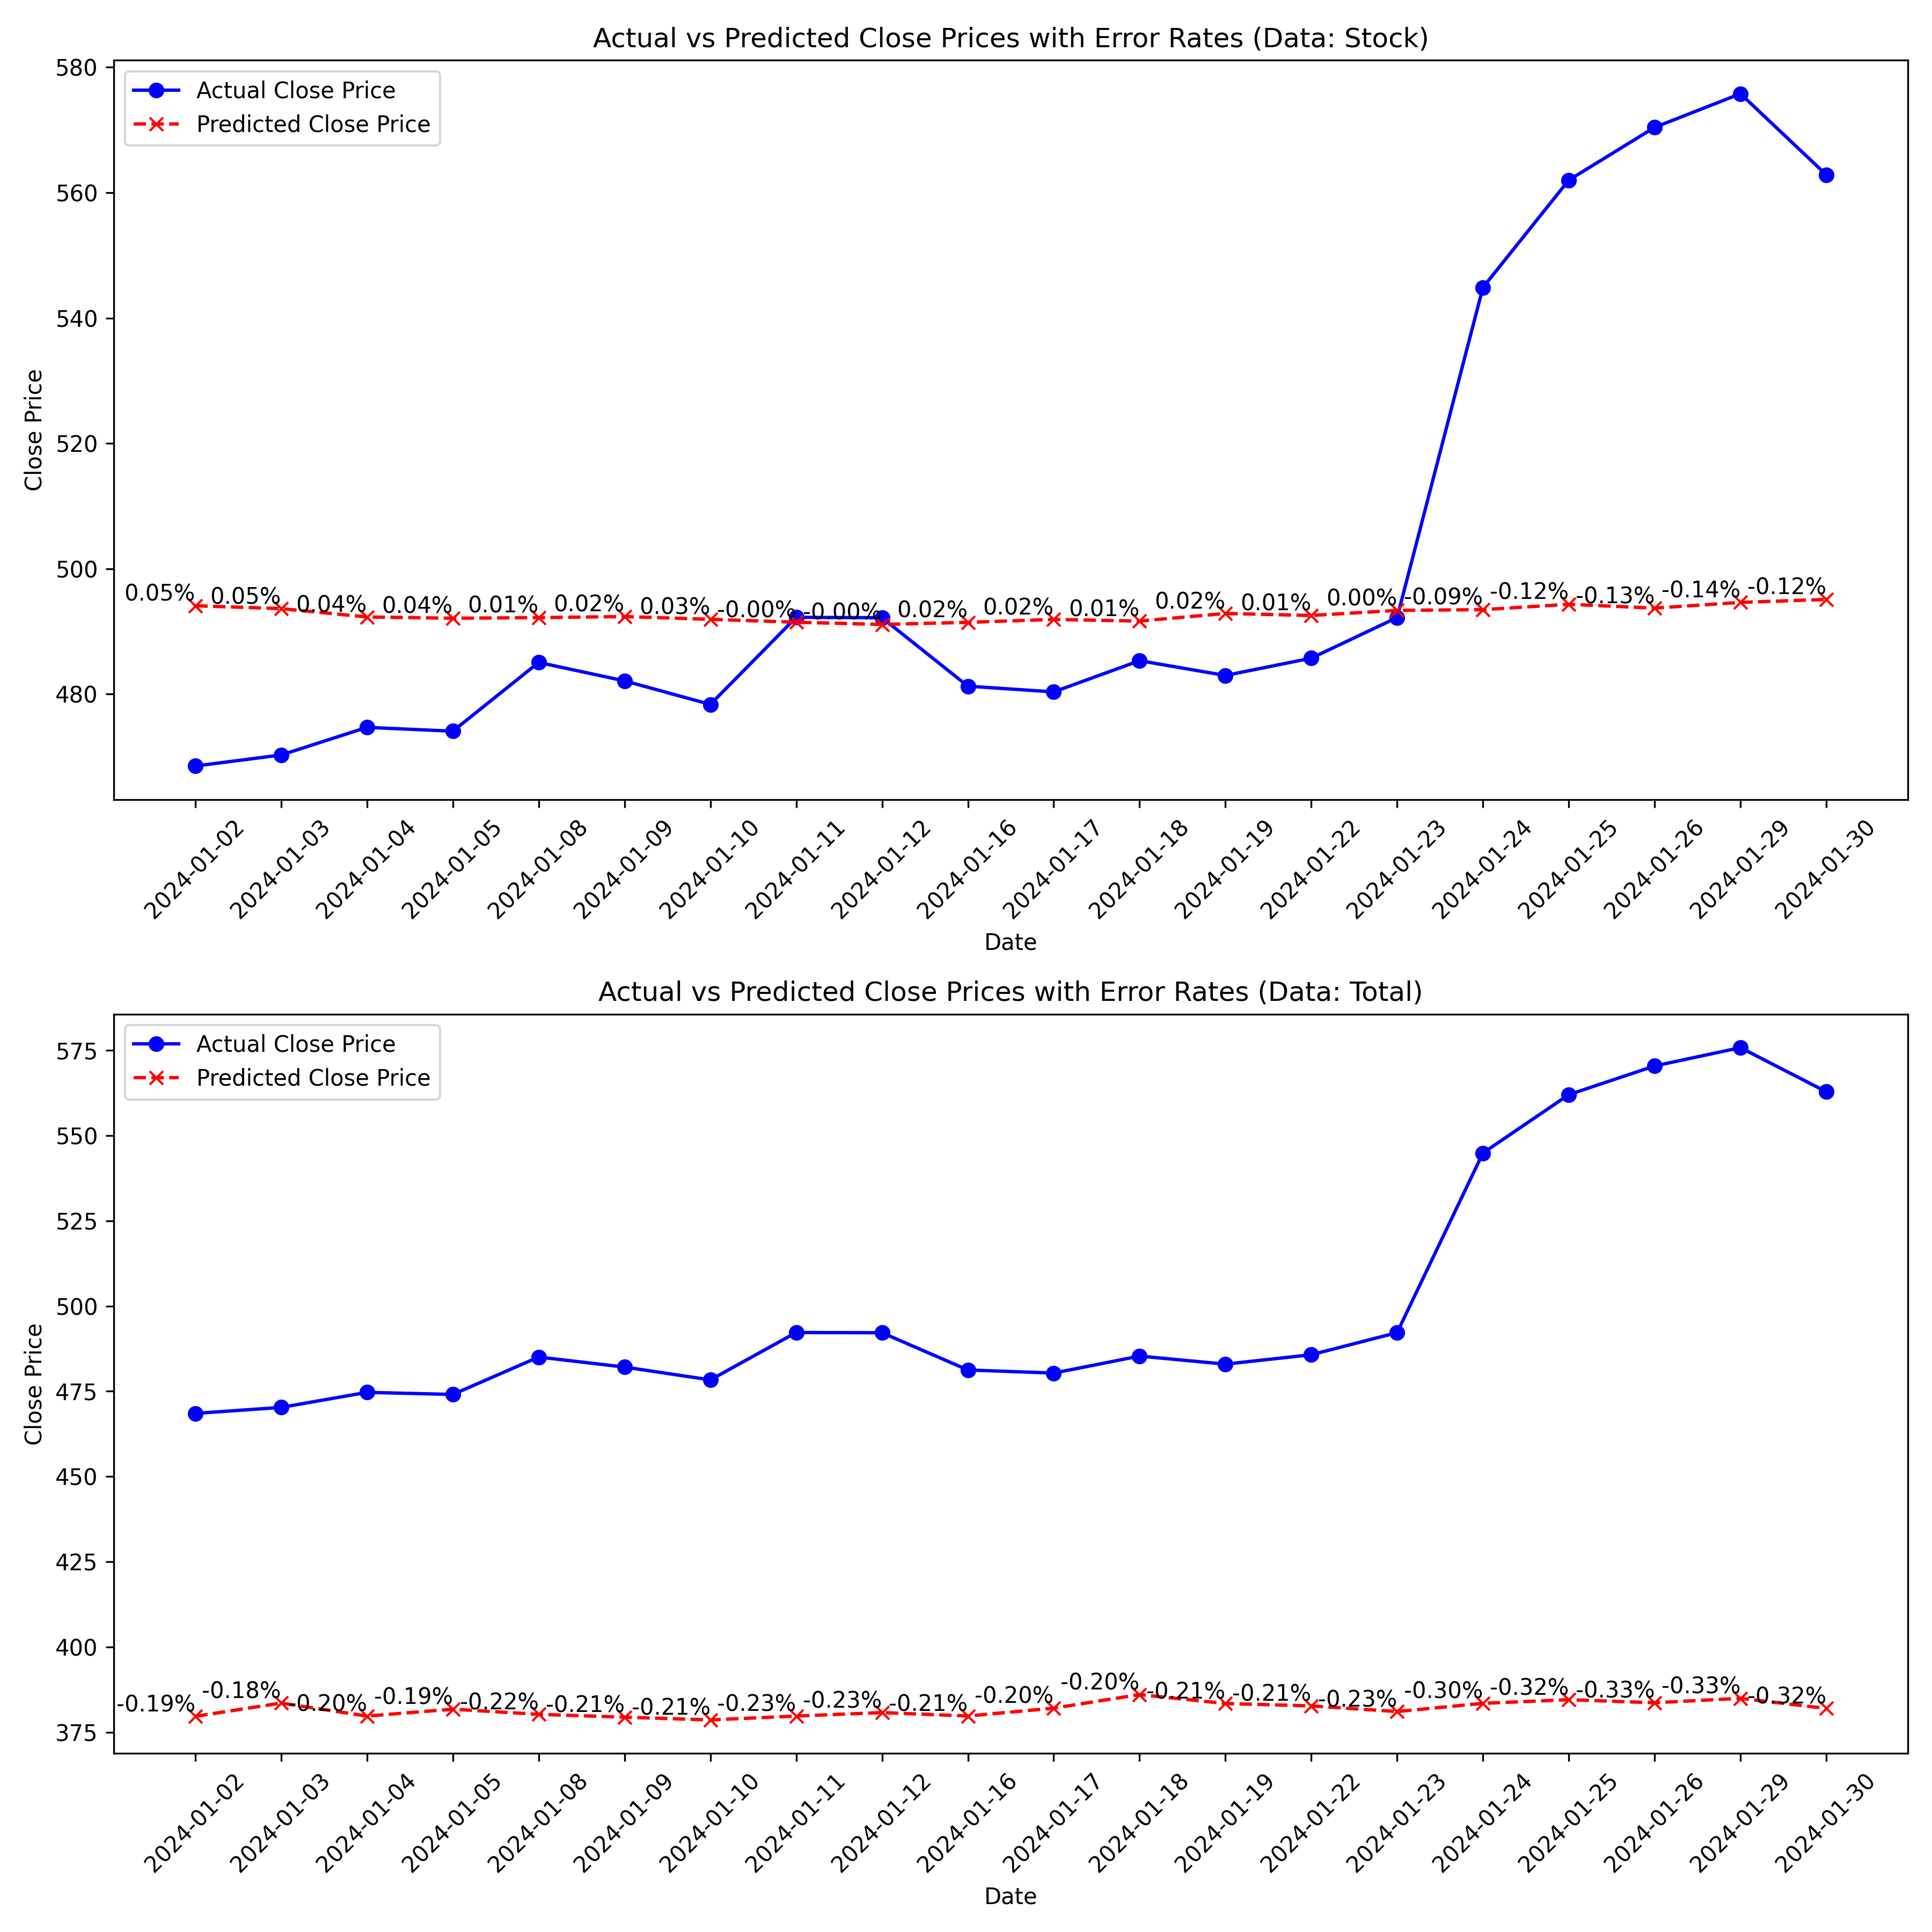 Actual vs Predicted Close Prices with Error Rates (Data: Stock)
Actual Close Price
Predicted Close Price
Close Price
580
560
540
520
500
480
0.05% 0.05% 0.04% 0.04% 0.01% 0.02% 0.03% -0.00% -0.00% 0.02% 0.02% 0.01% 0.02% 0.01% 0.00% -0.09% -0.12% -0.13% -0.14% -0.12%
2024-01-02 2024-01-03 2024-01-04 2024-01-05 2024-01-08 2024-01-09 2024-01-10 2024-01-11 2024-01-12 2024-01-16 2024-01-17 2024-01-18 2024-01-19 2024-01-22 2024-01-23 2024-01-24 2024-01-25 2024-01-26 2024-01-29 2024-01-30
Date
Actual vs Predicted Close Prices with Error Rates (Data: Total)
Actual Close Price
Predicted Close Price
Close Price
575
550
525
500
475
450
425
400
375
-0.19% -0.18% -0.20% -0.19% -0.22% -0.21% -0.21% -0.23% -0.23% -0.21% -0.20% -0.20% -0.21% -0.21% -0.23% -0.30% -0.32% -0.33% -0.33% -0.32%
2024-01-02 2024-01-03 2024-01-04 2024-01-05 2024-01-08 2024-01-09 2024-01-10 2024-01-11 2024-01-12 2024-01-16 2024-01-17 2024-01-18 2024-01-19 2024-01-22 2024-01-23 2024-01-24 2024-01-25 2024-01-26 2024-01-29 2024-01-30
Date